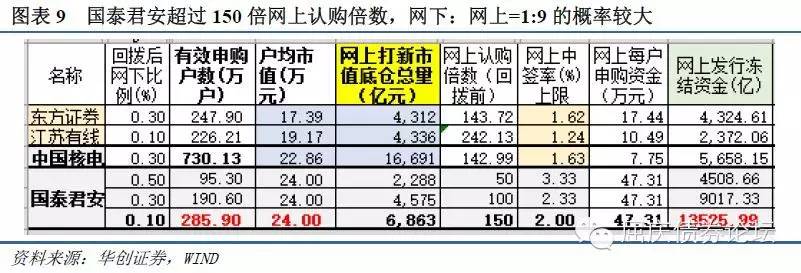 图表 9 国泰君安超过 150 倍网上认购倍数，网下：网上=1:9 的概率较大
名称 回拨后网下比例(%) 有效申购户数(万户) 户均市值(万元) 网上打新市值底仓总量(亿元) 网上认购倍数（回拨前） 网上中签率(%)上限 网上每户申购资金(万元) 网上发行冻结资金(亿)
东方证券 0.30 247.90 17.39 4,312 143.72 1.62 17.44 4,324.61
江苏有线 0.10 226.21 19.17 4,336 242.13 1.24 10.49 2,372.06
中国核电 0.30 730.13 22.86 16,691 142.99 1.63 7.75 5,658.15
国泰君安 0.50 95.30 24.00 2,288 50 3.33 47.31 4508.66
0.30 190.60 24.00 4,575 100 2.33 47.31 9017.33
0.10 285.90 24.00 6,863 150 2.00 47.31 13525.99
屈庆债券论坛
资料来源：华创证券，WIND